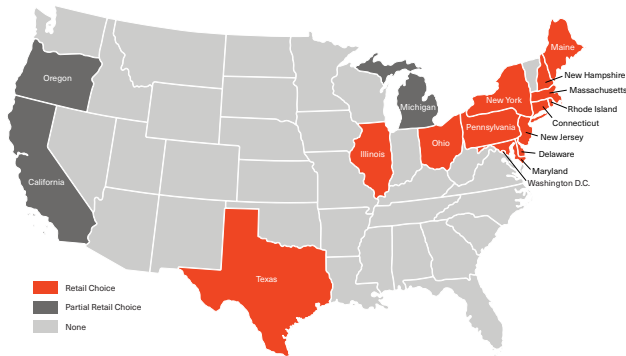 Maine
Oregon
New Hampshire
Massachusetts
Michigan
New York
Rhode Island
Connecticut
Pennsylvania
New Jersey
Ohio
Illinois
Delaware
Maryland
California
Washington D.C.
Texas
Retail Choice
Partial Retail Choice
None